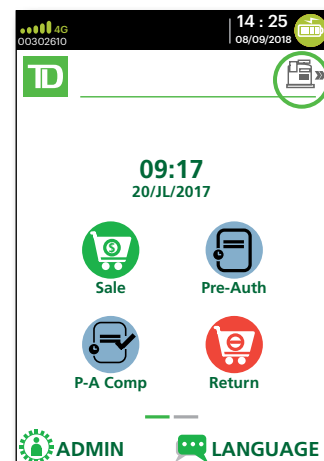 4G
14 : 25
00302610
08/09/2018
TD
09:17
20/JL/2017
Sale
Pre-Auth
P-A Comp
Return
ADMIN
LANGUAGE